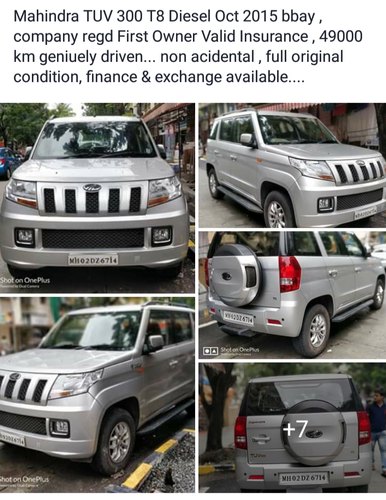 Mahindra TUV 300 T8 Diesel Oct 2015 bbay ,
company regd First Owner Valid Insurance , 49000
km geniuely driven... non acidental , full original
condition, finance & exchange available....
Shot on OnePlus
MH02DZ6714
Shot on OnePlus
MH02DZ6714
Shot on OnePlus
+7
MH02DZ6714